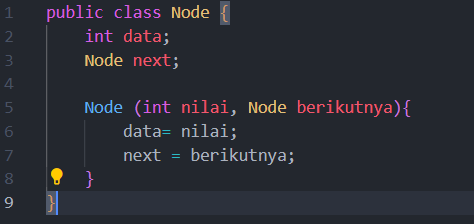 1 public class Node {
2 int data;
3 Node next;
4
5 Node (int nilai, Node berikutnya){
6 data= nilai;
7 next = berikutnya;
8 }
9 }